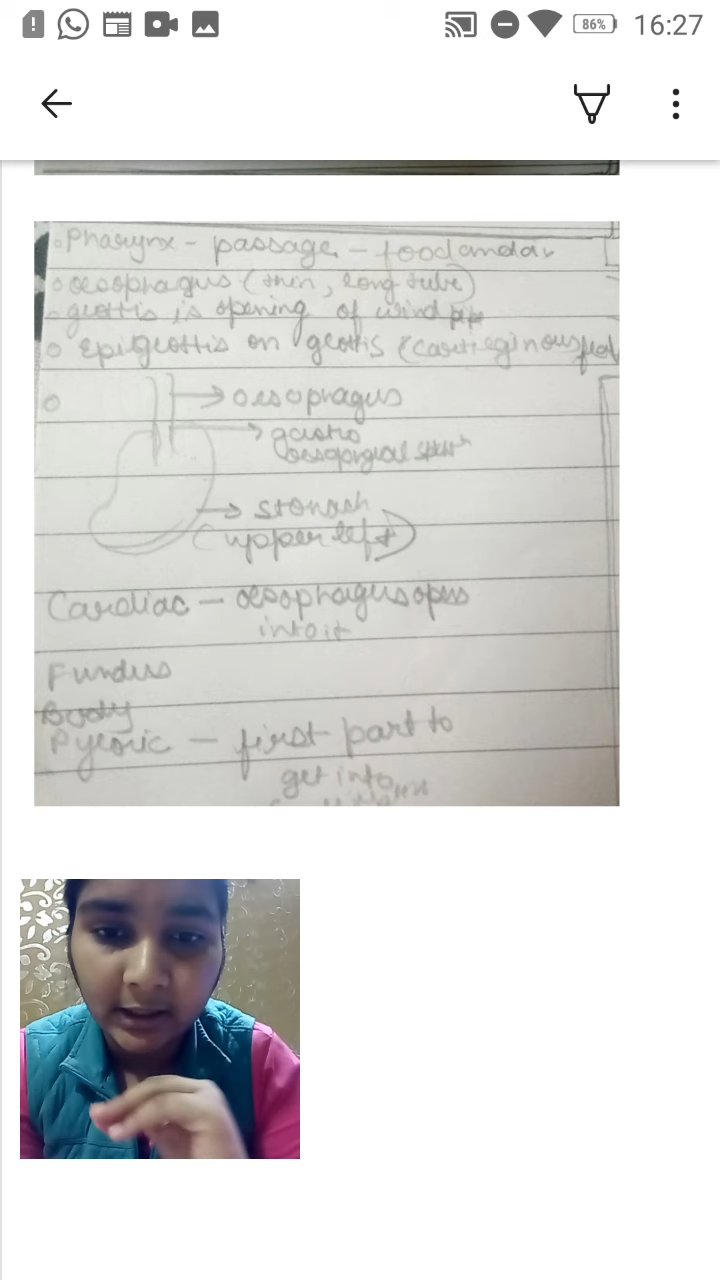 86%
16:27
Pharynx - passage - food and air
oesophagus (thin, long tube)
glottis is opening of wind pipe
Epiglottis on glottis (cartilaginous flap
oesophagus
gastro
oesophgial
stomach
(upper left)
Cardiac - oesophagus opens
into it
Fundus
Body
Pyloric - first part to
get into